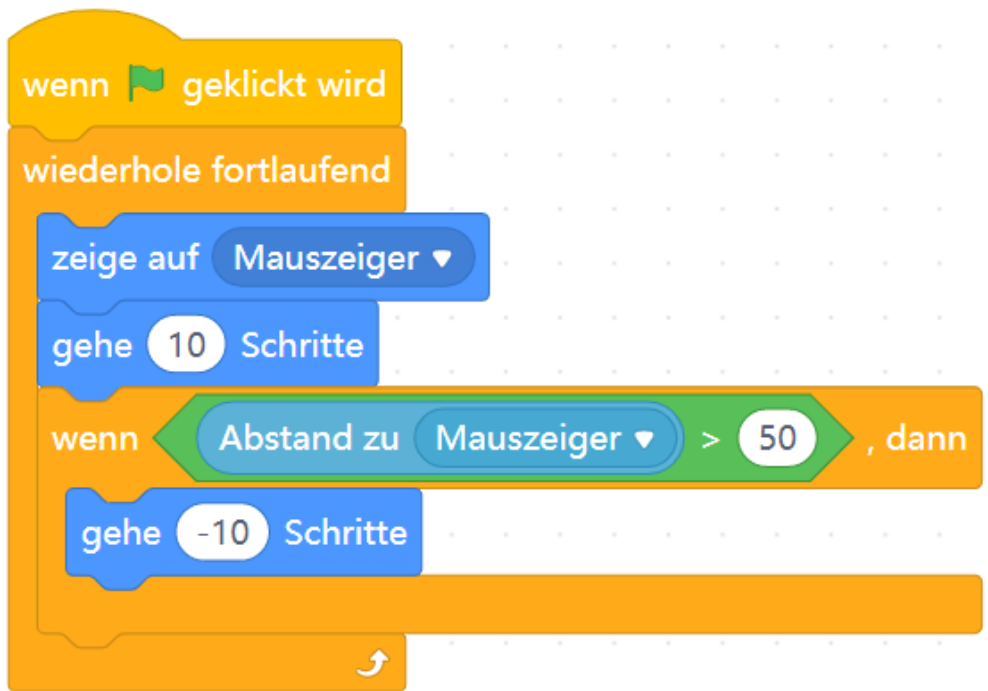 wenn geklickt wird
wiederhole fortlaufend
zeige auf Mauszeiger
gehe 10 Schritte
wenn Abstand zu Mauszeiger > 50 , dann
gehe -10 Schritte